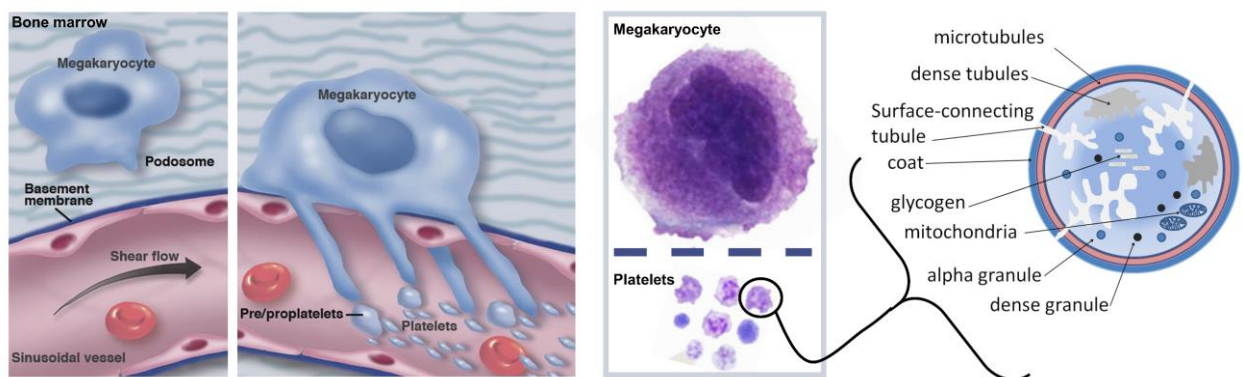 Bone marrow
Megakaryocyte
Podosome
Basement
membrane
Shear flow
Sinusoidal vessel
Megakaryocyte
Pre/proplatelets
Platelets
Megakaryocyte
Platelets
microtubules
dense tubules
Surface-connecting
tubule
coat
glycogen
mitochondria
alpha granule
dense granule